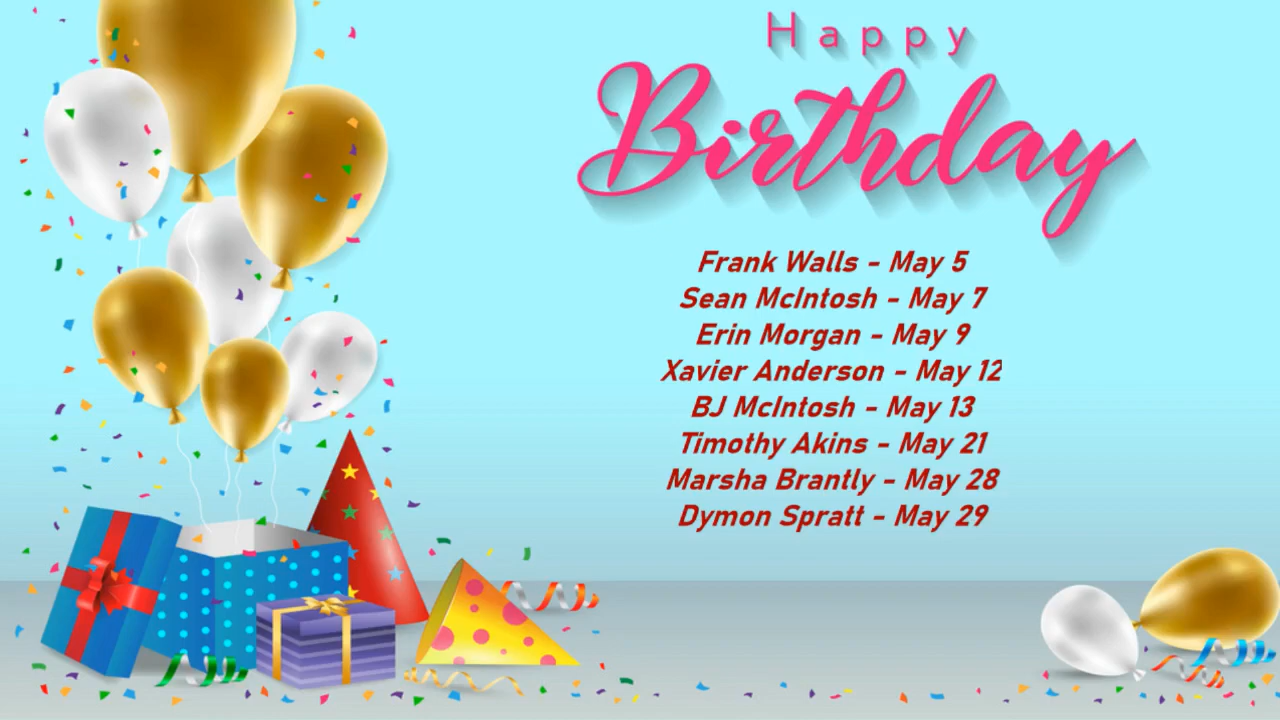 Happy
Birthday
Frank Walls - May 5
Sean McIntosh - May 7
Erin Morgan - May 9
Xavier Anderson - May 12
BJ McIntosh - May 13
Timothy Akins - May 21
Marsha Brantly - May 28
Dymon Spratt - May 29